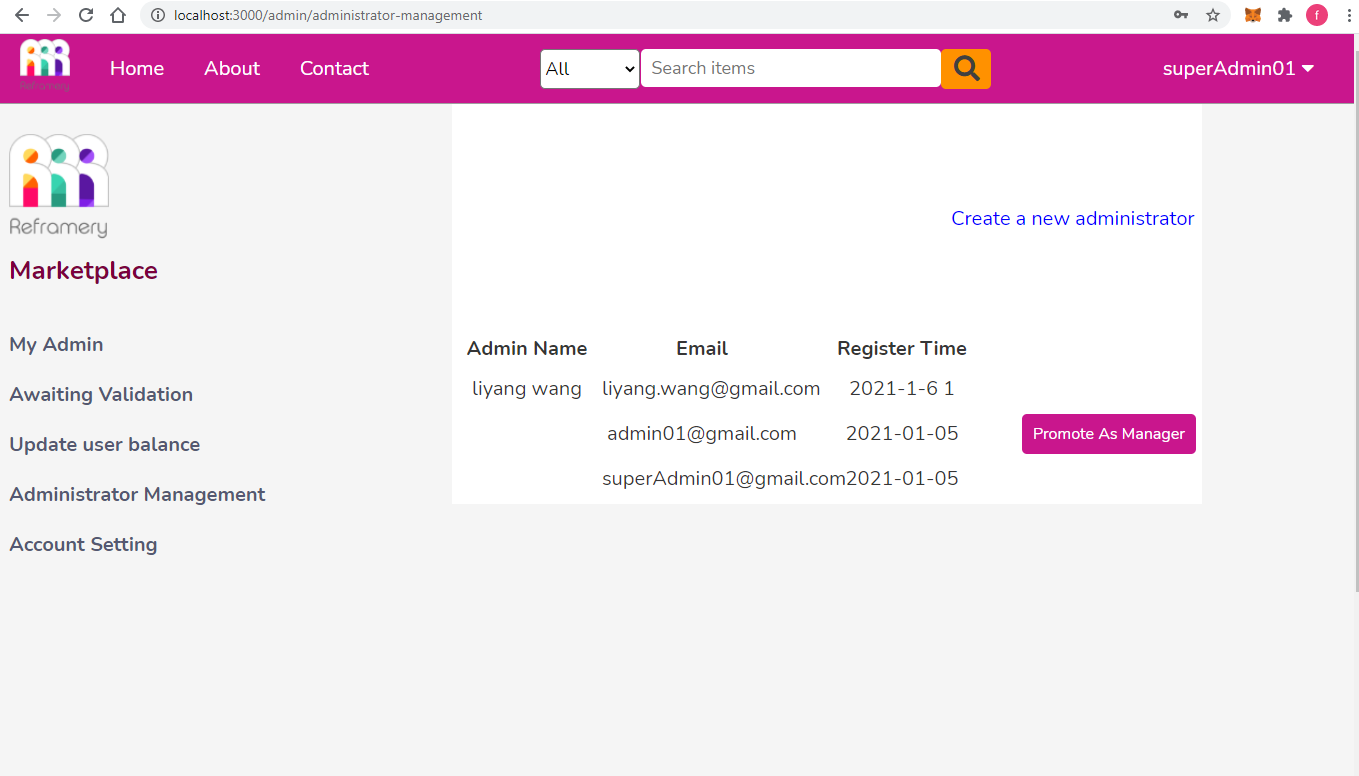 localhost:3000/admin/administrator-management
f
Reframery
Home About Contact All Search items superAdmin01
Reframery
Marketplace
My Admin
Awaiting Validation
Update user balance
Administrator Management
Account Setting
Create a new administrator
Admin Name Email Register Time
liyang wang liyang.wang@gmail.com 2021-1-6 1
admin01@gmail.com 2021-01-05 Promote As Manager
superAdmin01@gmail.com 2021-01-05